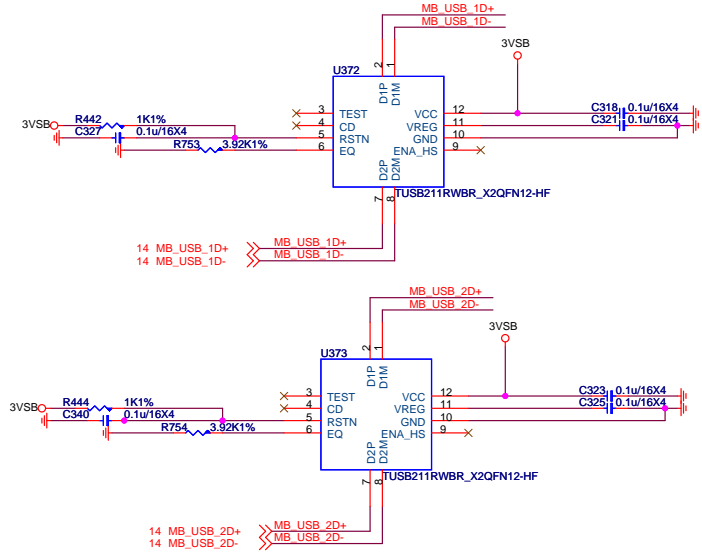 MB_USB_1D+
MB_USB_1D-
3VSB
U372
2 1
D1P D1M
R442 1K1%
3VSB
C327 0.1u/16X4
R753 3.92K1%
3 TEST
4 CD
5 RSTN
6 EQ
VCC 12
VREG 11
GND 10
ENA_HS 9
C318 0.1u/16X4
C321 0.1u/16X4
D2P D2M
TUSB211RWBR_X2QFN12-HF
7 8
14 MB_USB_1D+ MB_USB_1D+
14 MB_USB_1D- MB_USB_1D-
MB_USB_2D+
MB_USB_2D-
3VSB
U373
2 1
D1P D1M
R444 1K1%
3VSB
C340 0.1u/16X4
R754 3.92K1%
3 TEST
4 CD
5 RSTN
6 EQ
VCC 12
VREG 11
GND 10
ENA_HS 9
C323 0.1u/16X4
C325 0.1u/16X4
D2P D2M
TUSB211RWBR_X2QFN12-HF
7 8
14 MB_USB_2D+ MB_USB_2D+
14 MB_USB_2D- MB_USB_2D-